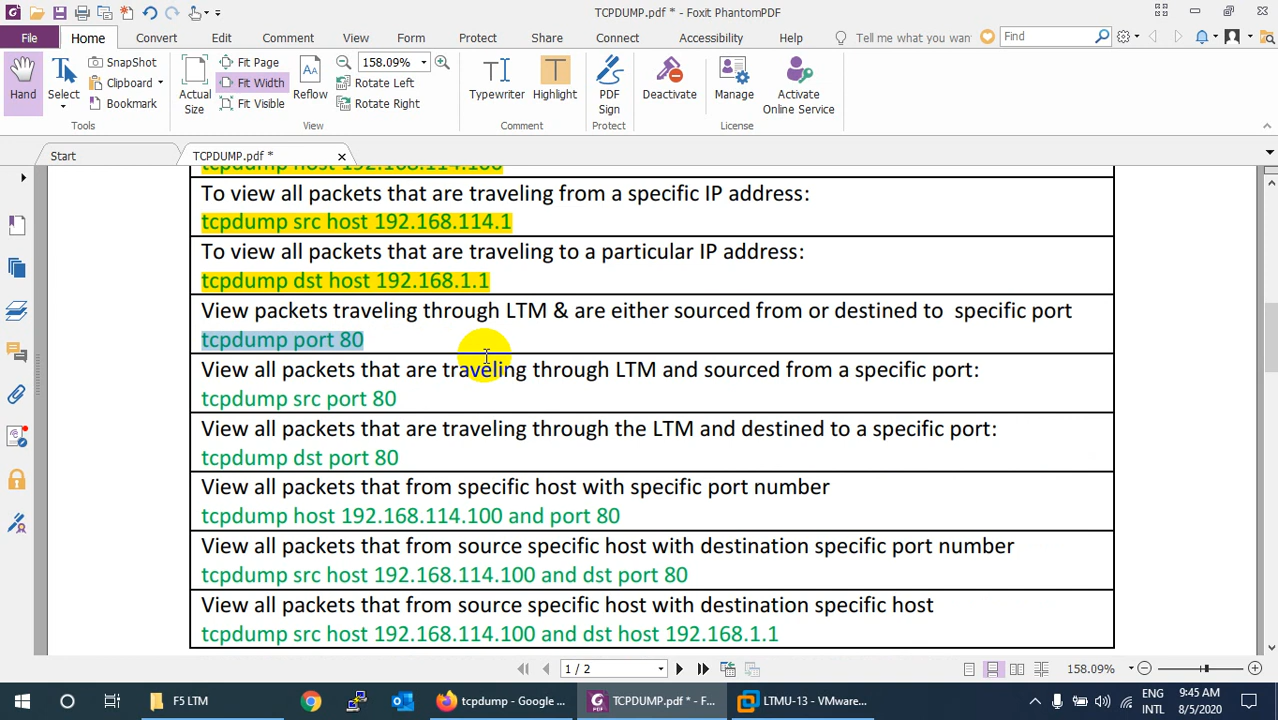 TCPDUMP.pdf * - Foxit PhantomPDF
File Home Convert Edit Comment View Form Protect Share Connect Accessibility Help Tell me what you want Find
Hand
Select
SnapShot
Clipboard
Bookmark
Tools
Actual Size
Fit Page
Fit Width
Fit Visible
Reflow
158.09%
Rotate Left
Rotate Right
View
Typewriter
Highlight
Comment
PDF Sign
Protect
Deactivate
Manage
Activate Online Service
License
Start TCPDUMP.pdf *
tcpdump host 192.168.114.100
To view all packets that are traveling from a specific IP address:
tcpdump src host 192.168.114.1
To view all packets that are traveling to a particular IP address:
tcpdump dst host 192.168.1.1
View packets traveling through LTM & are either sourced from or destined to specific port
tcpdump port 80
View all packets that are traveling through LTM and sourced from a specific port:
tcpdump src port 80
View all packets that are traveling through the LTM and destined to a specific port:
tcpdump dst port 80
View all packets that from specific host with specific port number
tcpdump host 192.168.114.100 and port 80
View all packets that from source specific host with destination specific port number
tcpdump src host 192.168.114.100 and dst port 80
View all packets that from source specific host with destination specific host
tcpdump src host 192.168.114.100 and dst host 192.168.1.1
1 / 2 158.09%
F5 LTM tcpdump - Google ... TCPDUMP.pdf * - F... LTMU-13 - VMware... ENG INTL 9:45 AM 8/5/2020